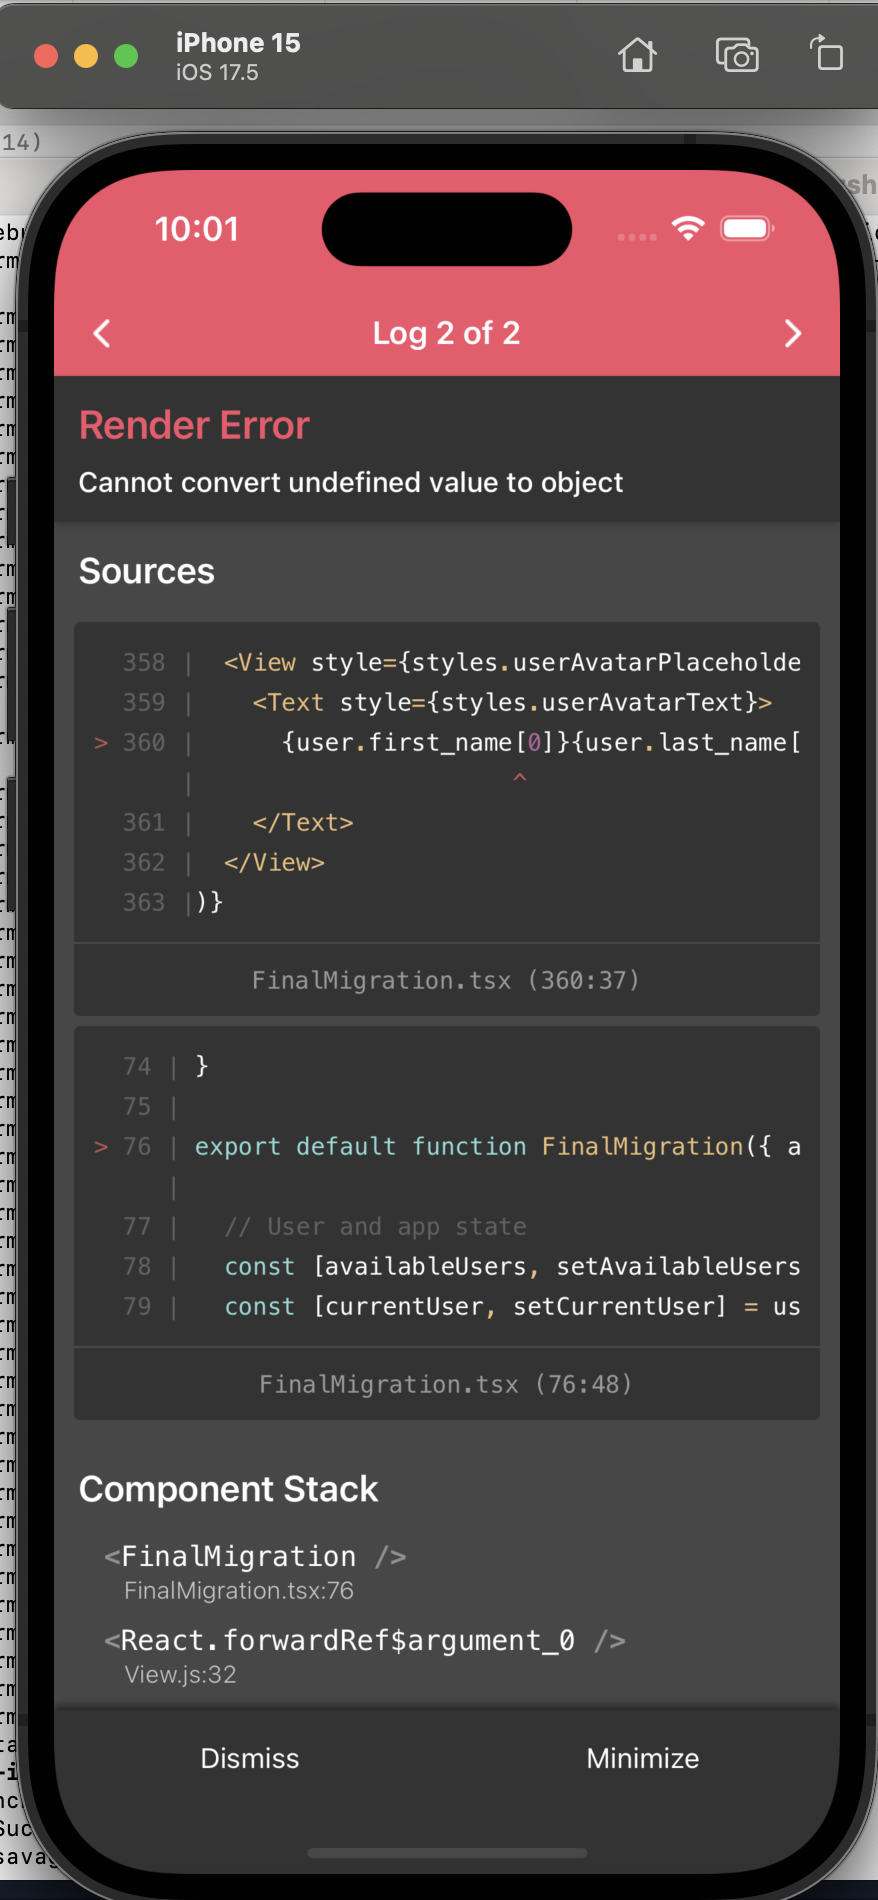 iPhone 15
iOS 17.5
14)
10:01
Log 2 of 2
Render Error
Cannot convert undefined value to object
Sources
358 | <View style={styles.userAvatarPlaceholde
359 | <Text style={styles.userAvatarText}>
> 360 | {user.first_name[0]}{user.last_name[
| ^
361 | </Text>
362 | </View>
363 |)}
FinalMigration.tsx (360:37)
74 | }
75 |
> 76 | export default function FinalMigration({ a
|
77 | // User and app state
78 | const [availableUsers, setAvailableUsers
79 | const [currentUser, setCurrentUser] = us
FinalMigration.tsx (76:48)
Component Stack
<FinalMigration />
FinalMigration.tsx:76
<React.forwardRef$argument_0 />
View.js:32
Dismiss
Minimize